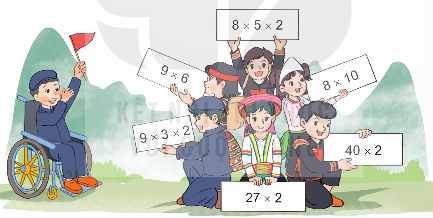 8 × 5 × 2
9 × 6
8 × 10
9 × 3 × 2
40 × 2
27 × 2